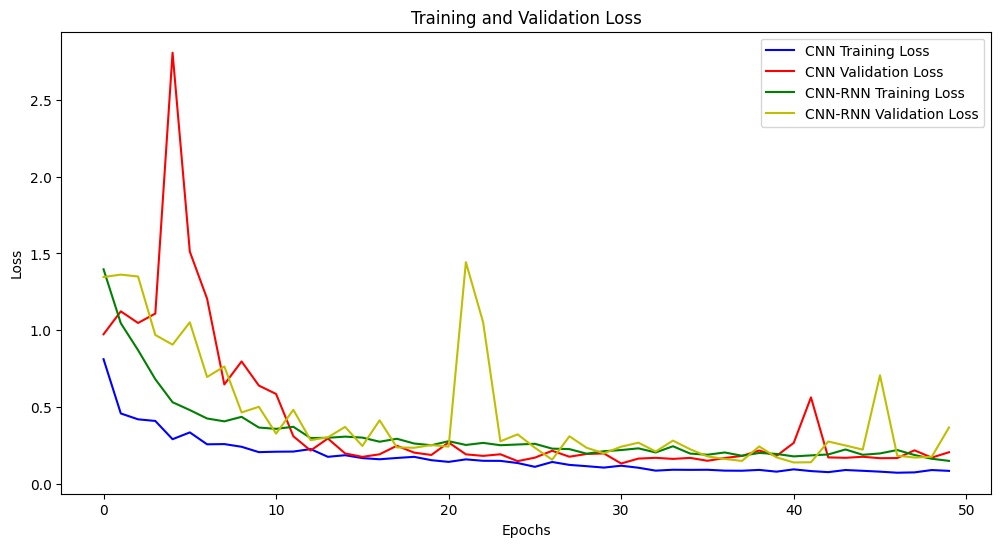 Training and Validation Loss
CNN Training Loss
CNN Validation Loss
CNN-RNN Training Loss
CNN-RNN Validation Loss
2.5
2.0
1.5
1.0
0.5
0.0
Loss
0 10 20 30 40 50
Epochs